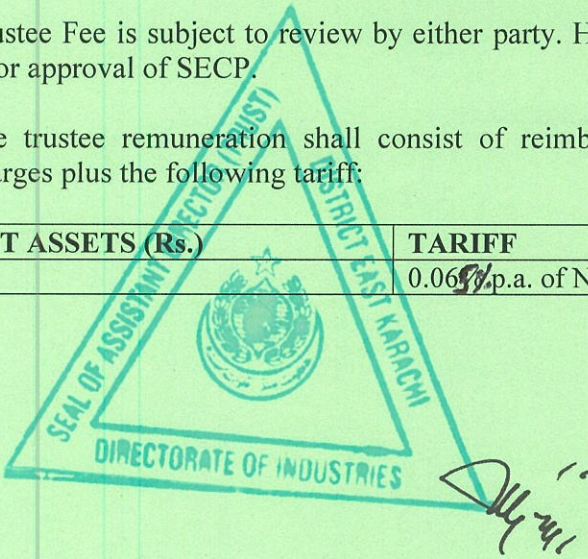 ustee Fee is subject to review by either party. H
or approval of SECP.
e trustee remuneration shall consist of reimb
arges plus the following tariff:
T ASSETS (Rs.) TARIFF
p.a. of N
SEAL OF ASSISTANT DIRECTOR (TRUST)
DISTRICT EAST KARACHI
DIRECTORATE OF INDUSTRIES